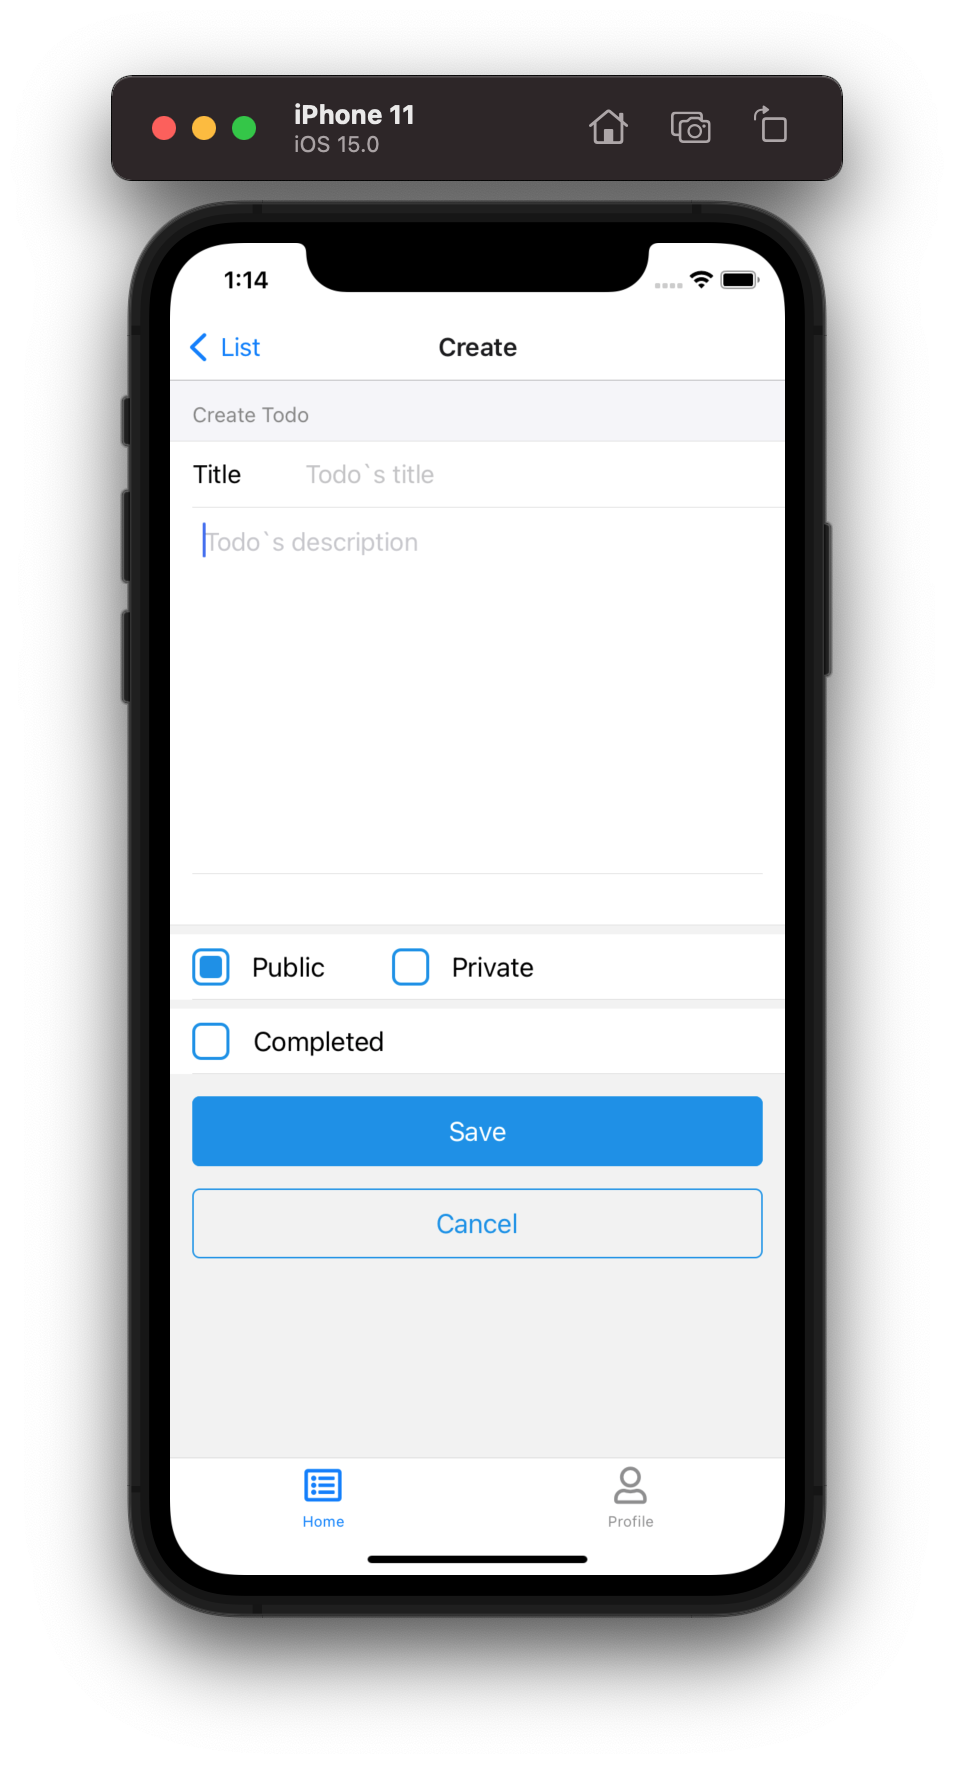 iPhone 11
iOS 15.0
1:14
List
Create
Create Todo
Title
Todo`s title
Todo`s description
Public
Private
Completed
Save
Cancel
Home
Profile